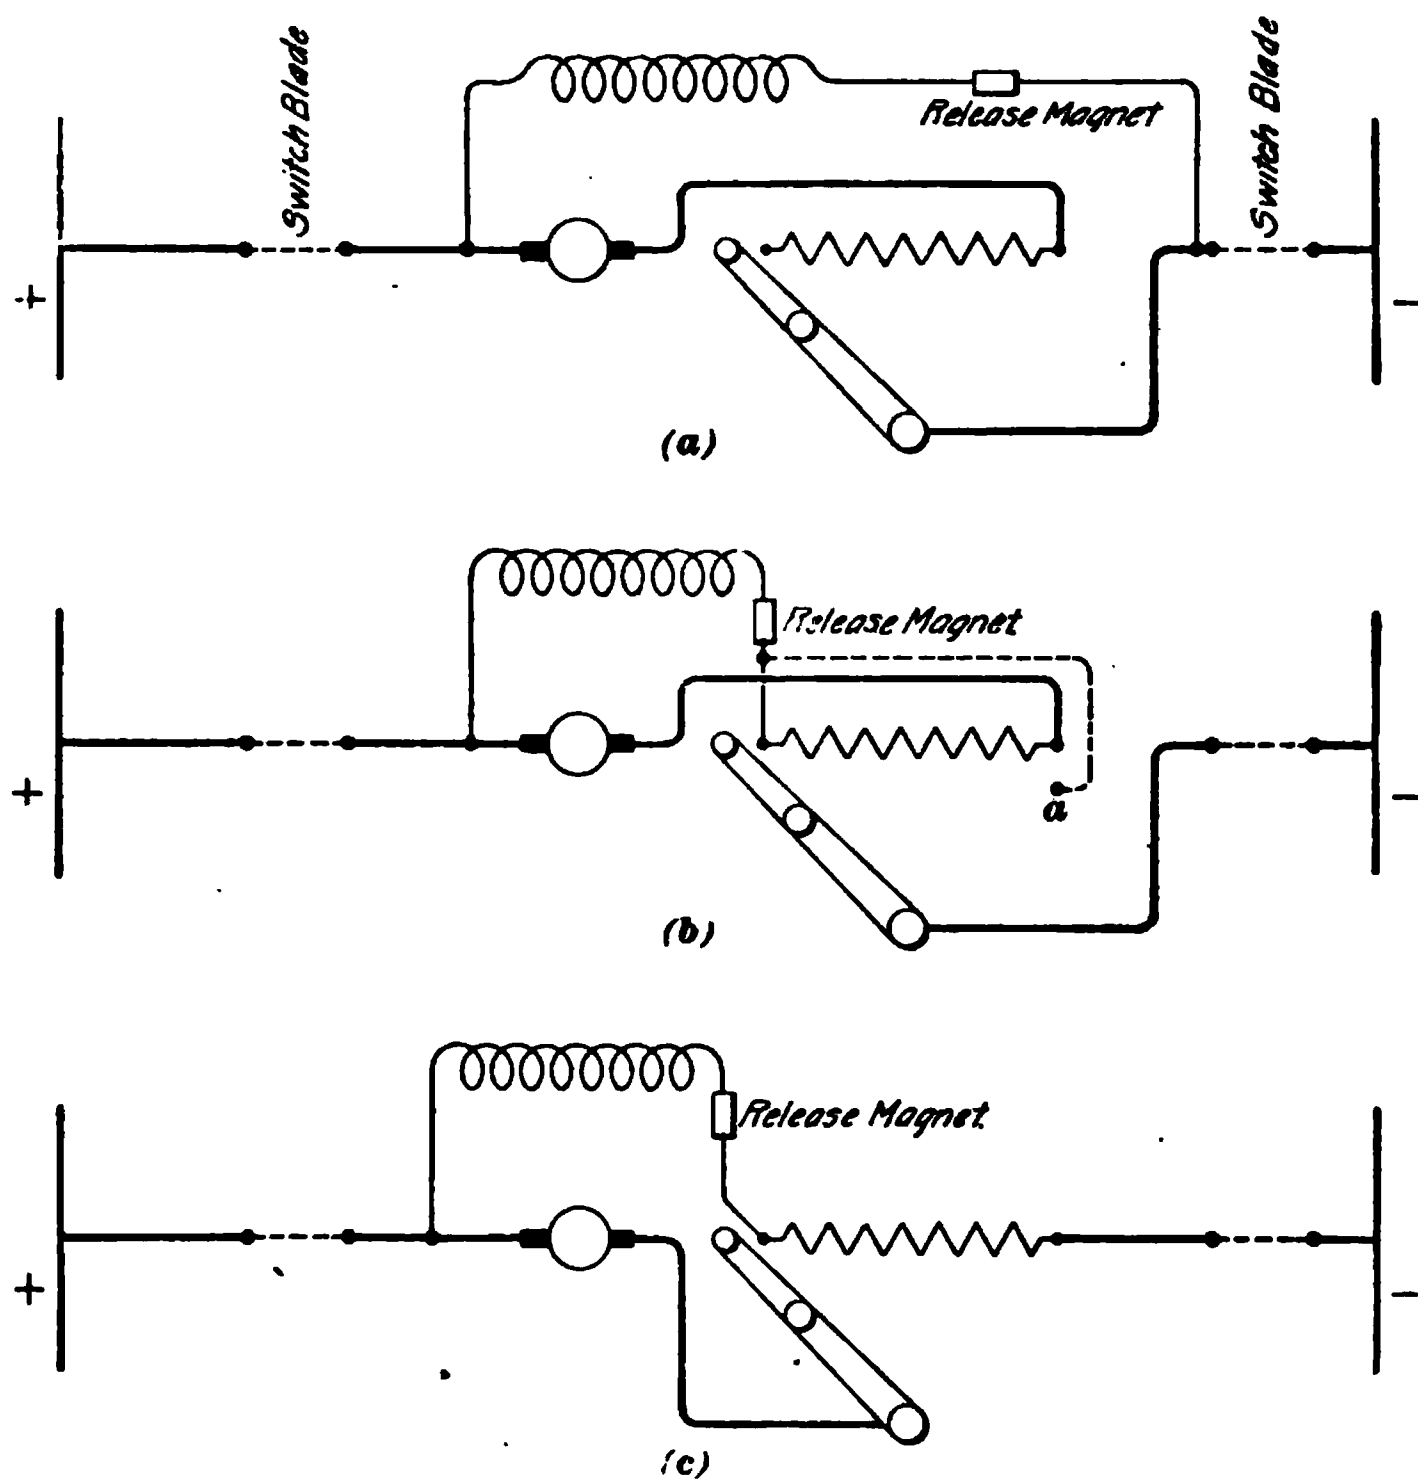 Switch Blade
Release Magnet
Switch Blade
+
−
(a)
Release Magnet
+
a
−
(b)
Release Magnet.
+
−
(c)